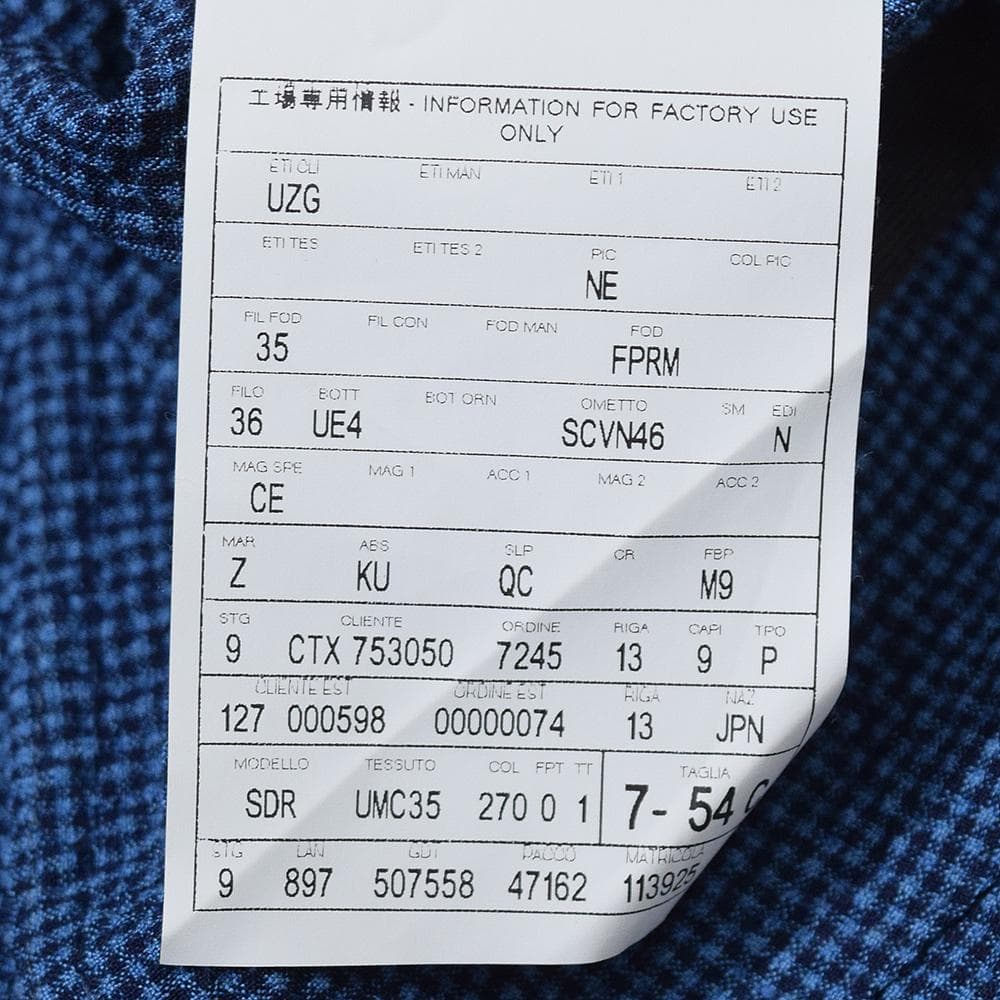 工場専用情報 - INFORMATION FOR FACTORY USE
ONLY
ETI CLI ETI MAN ETI 1 ETI 2
UZG
ETI TES ETI TES 2 PIC COL PIC
NE
FIL FOD FIL CON FOD MAN FOD
35 FPRM
FILO BOTT BOT ORN OMETTO SM EDI
36 UE4 SCVN46 N
MAG SPE MAG 1 ACC 1 MAG 2 ACC 2
CE
MAR ABS SLP CR FBP
Z KU QC M9
STG CLIENTE ORDINE RIGA CAPI TPO
9 CTX 753050 7245 13 9 P
CLIENTE EST ORDINE EST RIGA NAZ
127 000598 00000074 13 JPN
MODELLO TESSUTO COL FPT TT TAGLIA
SDR UMC35 270 0 1 7- 54
STG LAN GDT PACCO MATRICOLA
9 897 507558 47162 113925